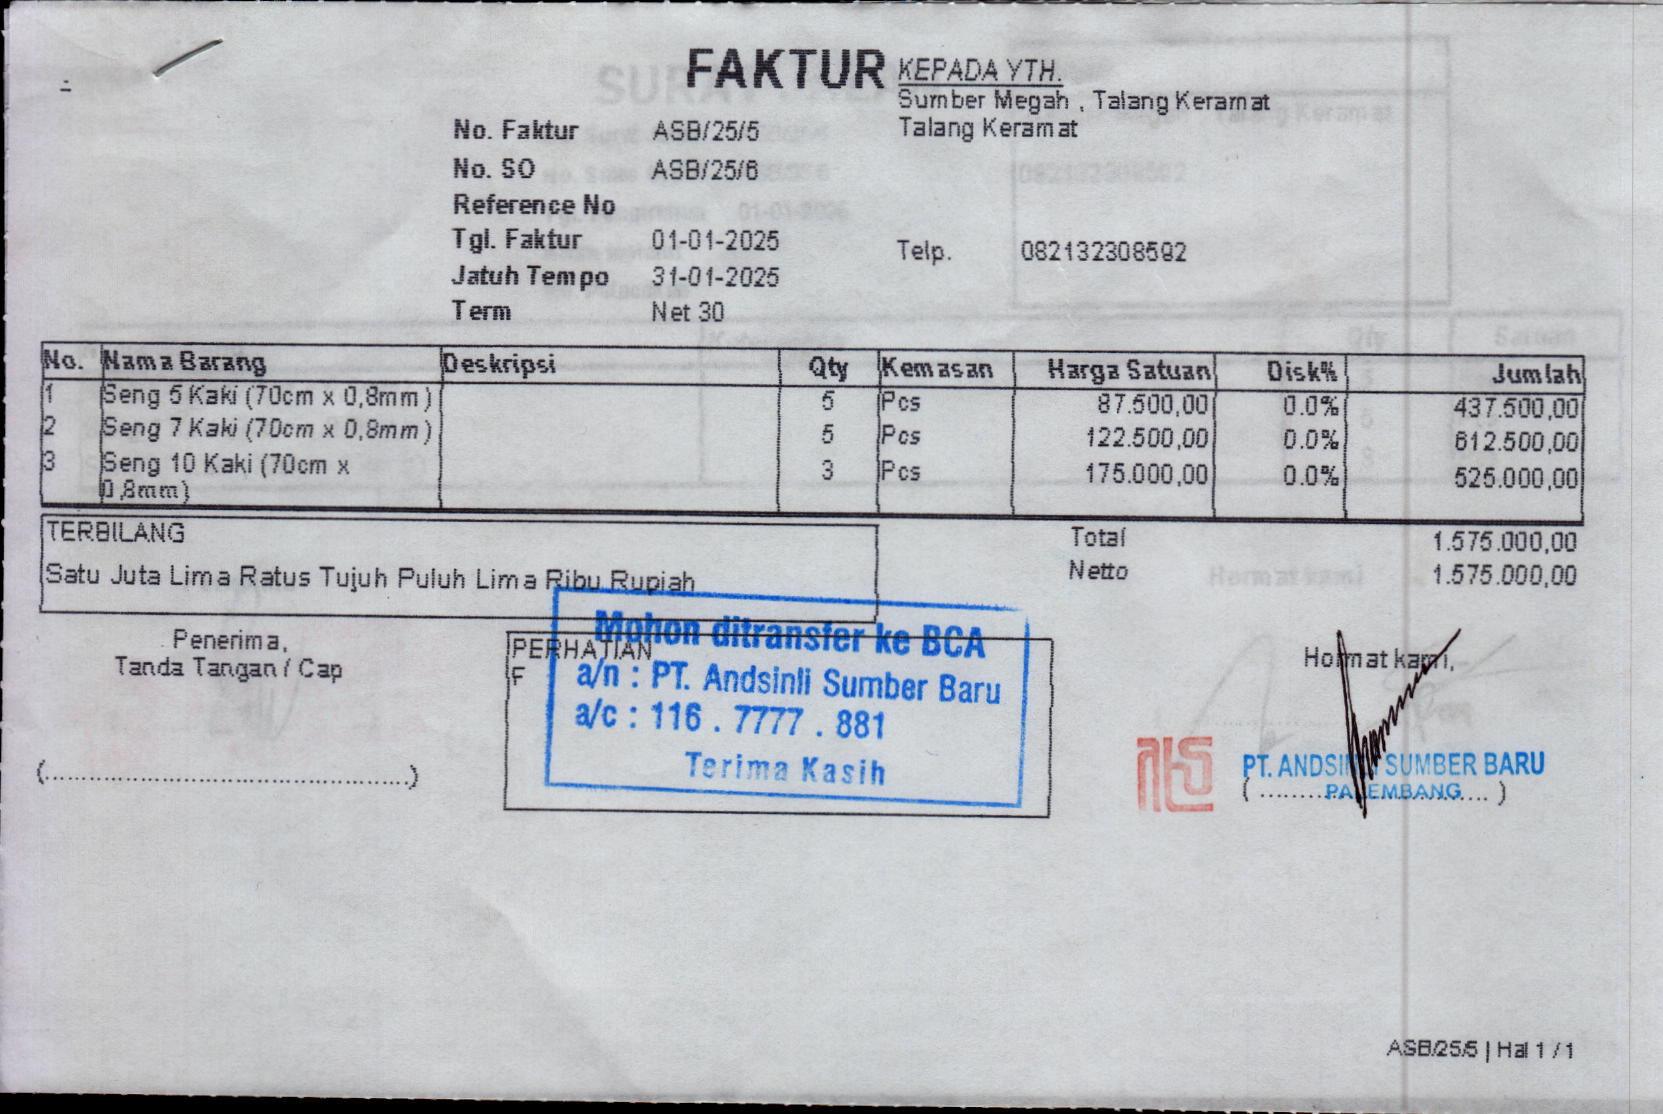 FAKTUR
No. Faktur ASB/25/5
No. SO ASB/25/6
Reference No
Tgl. Faktur 01-01-2025
Jatuh Tempo 31-01-2025
Term Net 30
KEPADA YTH.
Sumber Megah , Talang Keramat
Talang Keramat
Telp. 082132308592
No. Nama Barang Deskripsi Qty Kemasan Harga Satuan Disk% Jumlah
1 Seng 5 Kaki (70cm x 0,8mm) 5 Pcs 87.500,00 0.0% 437.500,00
2 Seng 7 Kaki (70cm x 0,8mm) 5 Pcs 122.500,00 0.0% 612.500,00
3 Seng 10 Kaki (70cm x 3 Pcs 175.000,00 0.0% 525.000,00
0,8mm)
TERBILANG
Satu Juta Lima Ratus Tujuh Puluh Lima Ribu Rupiah
Total 1.575.000,00
Netto 1.575.000,00
Penerima,
Tanda Tangan / Cap
(....................................................)
PERHATIAN
F
Mohon ditransfer ke BCA
a/n : PT. Andsinli Sumber Baru
a/c : 116 . 7777 . 881
Terima Kasih
Hormat kami,
PT. ANDSINLI SUMBER BARU
PALEMBANG
ASB/25/5 | Hal 1 / 1